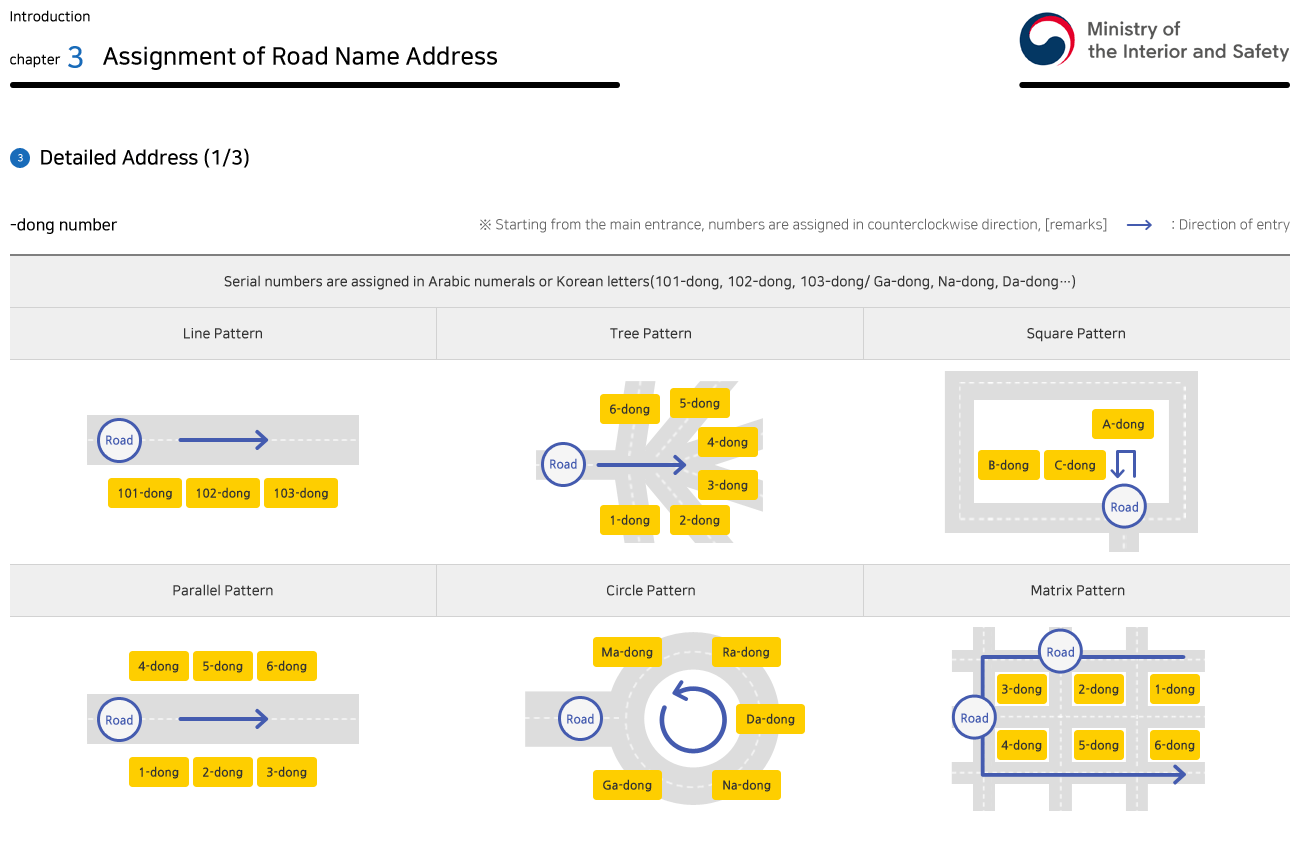 Introduction
chapter 3 Assignment of Road Name Address
Ministry of
the Interior and Safety
3 Detailed Address (1/3)
-dong number
※ Starting from the main entrance, numbers are assigned in counterclockwise direction, [remarks] → : Direction of entry
Serial numbers are assigned in Arabic numerals or Korean letters(101-dong, 102-dong, 103-dong/ Ga-dong, Na-dong, Da-dong···)
Line Pattern
Tree Pattern
Square Pattern
Road
101-dong 102-dong 103-dong
6-dong 5-dong
4-dong
Road
3-dong
1-dong 2-dong
A-dong
B-dong C-dong
Road
Parallel Pattern
Circle Pattern
Matrix Pattern
4-dong 5-dong 6-dong
Road
1-dong 2-dong 3-dong
Ma-dong Ra-dong
Road Da-dong
Ga-dong Na-dong
Road
3-dong 2-dong 1-dong
Road
4-dong 5-dong 6-dong